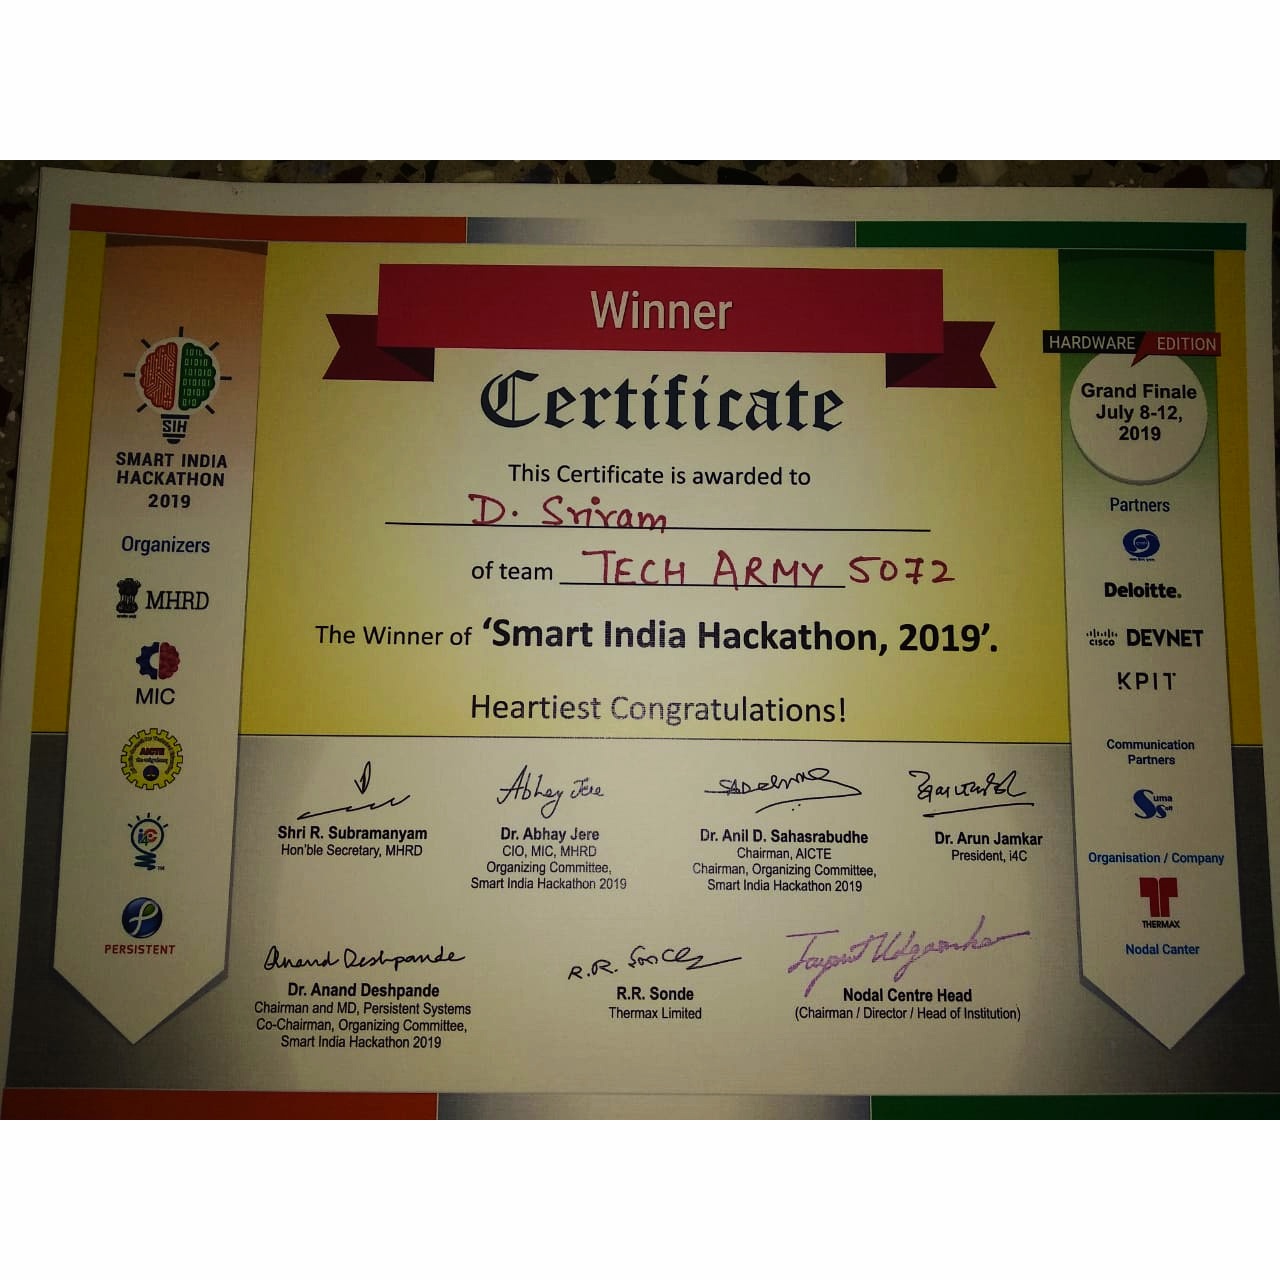 Winner
Certificate
This Certificate is awarded to
D. Sriram
of team TECH ARMY 5072
The Winner of ‘Smart India Hackathon, 2019’.
Heartiest Congratulations!
SIH
SMART INDIA
HACKATHON
2019
Organizers
MHRD
MIC
AICTE
i4C
PERSISTENT
HARDWARE EDITION
Grand Finale
July 8-12,
2019
Partners
Deloitte.
CISCO DEVNET
KPIT
Communication
Partners
Suma
Soft
Organisation / Company
THERMAX
Nodal Canter
Shri R. Subramanyam
Hon'ble Secretary, MHRD
Abhay Jere
Dr. Abhay Jere
CIO, MIC, MHRD
Organizing Committee,
Smart India Hackathon 2019
Dr. Anil D. Sahasrabudhe
Chairman, AICTE
Chairman, Organizing Committee,
Smart India Hackathon 2019
Dr. Arun Jamkar
President, i4C
Anand Deshpande
Dr. Anand Deshpande
Chairman and MD, Persistent Systems
Co-Chairman, Organizing Committee,
Smart India Hackathon 2019
R.R. Sonde
R.R. Sonde
Thermax Limited
Nodal Centre Head
(Chairman / Director / Head of Institution)